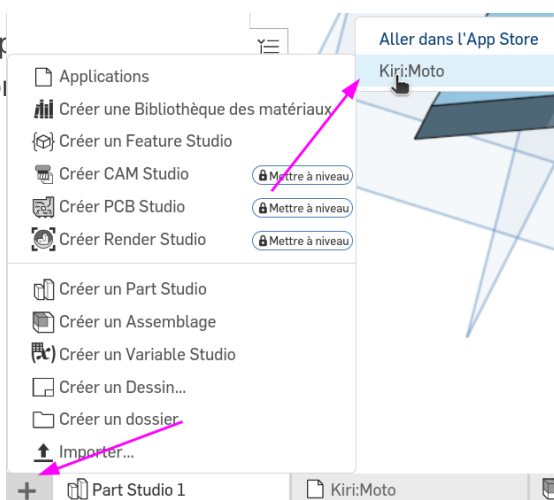 Aller dans l'App Store
Kiri:Moto
Applications
Créer une Bibliothèque des matériaux
Créer un Feature Studio
Créer CAM Studio Mettre à niveau
Créer PCB Studio Mettre à niveau
Créer Render Studio Mettre à niveau
Créer un Part Studio
Créer un Assemblage
Créer un Variable Studio
Créer un Dessin...
Créer un dossier
Importer...
Part Studio 1 Kiri:Moto